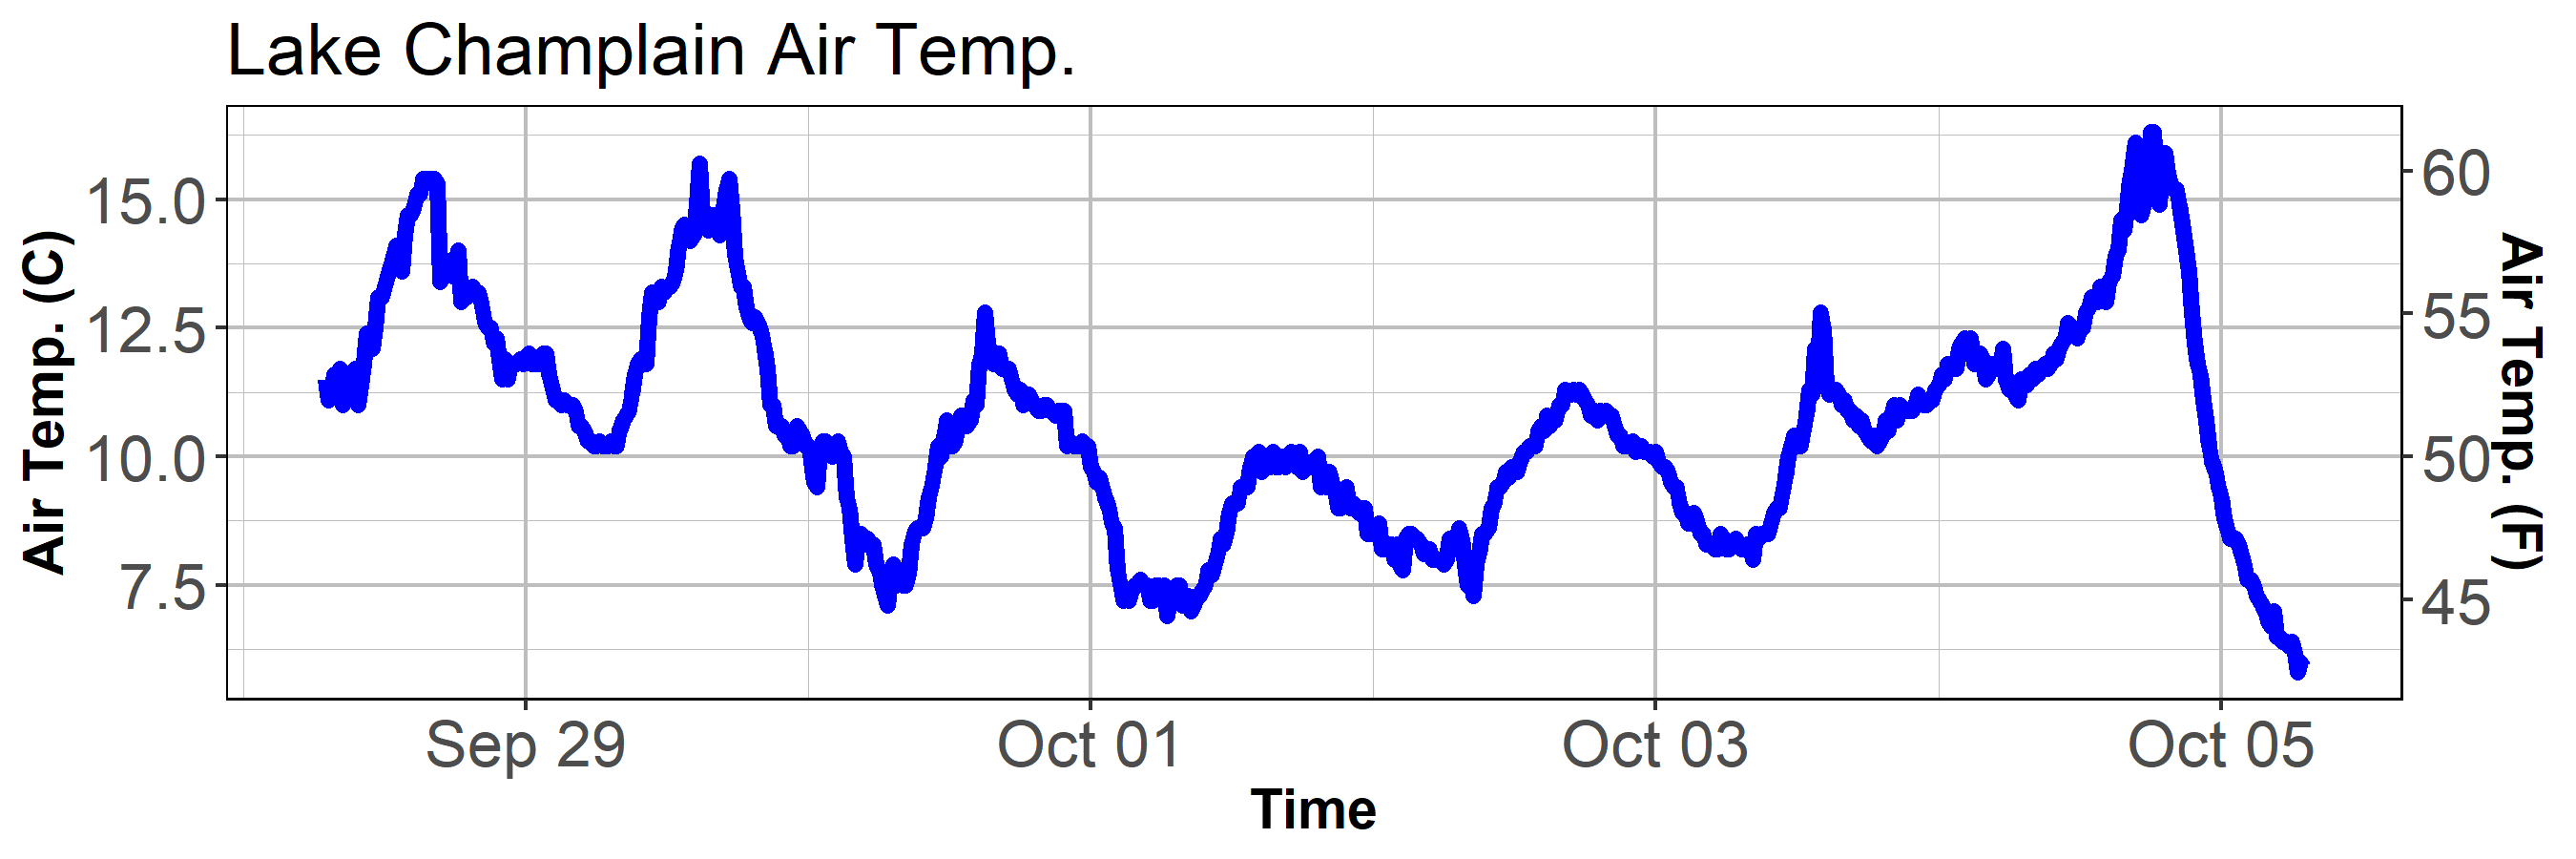 Lake Champlain Air Temp.
Air Temp. (C)
15.0
12.5
10.0
7.5
60
55
50
45
Air Temp. (F)
Sep 29
Oct 01
Oct 03
Oct 05
Time